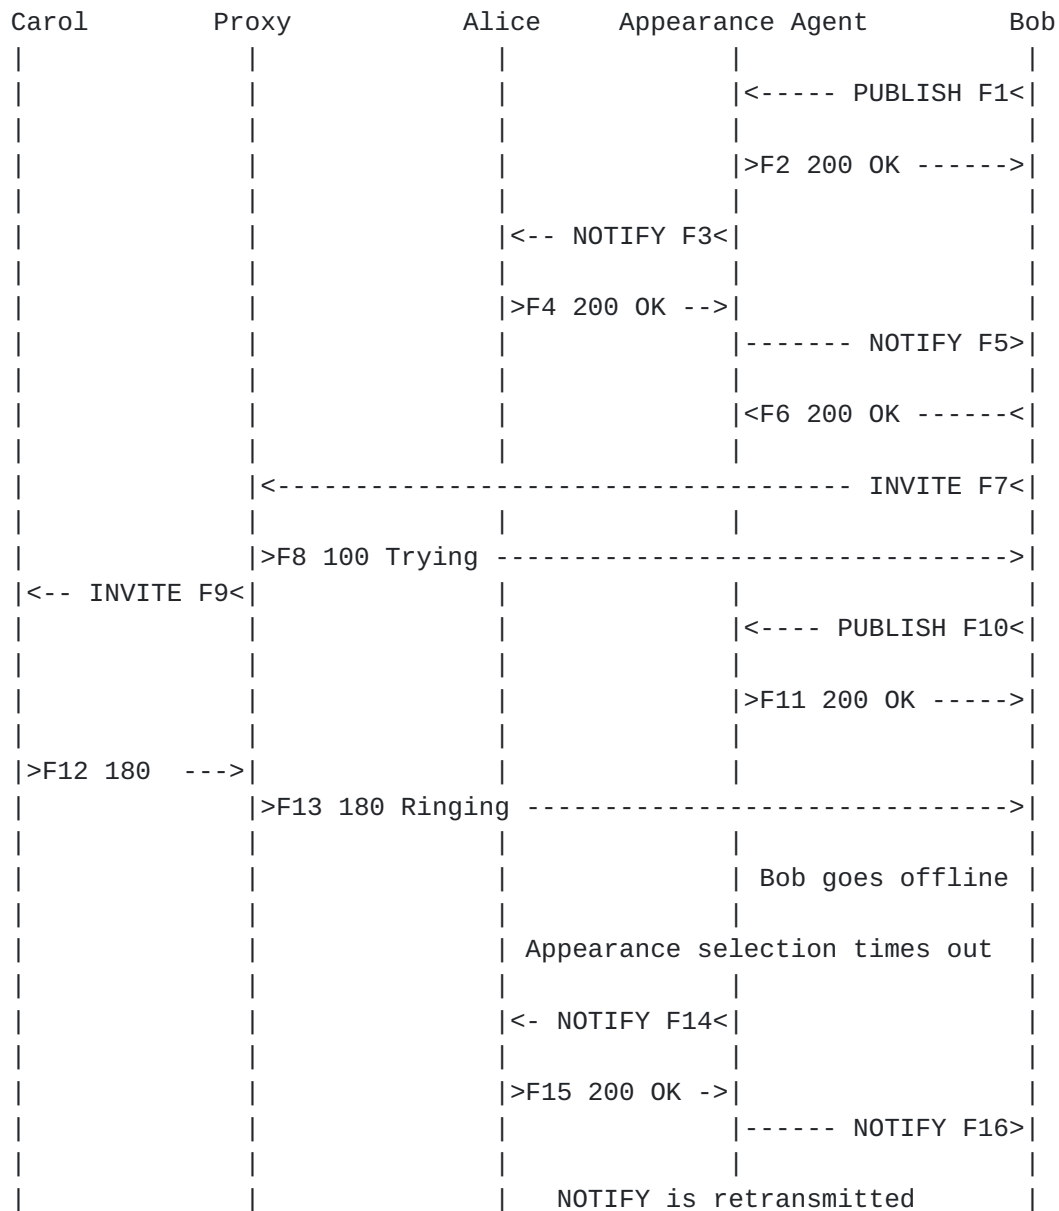 Carol        Proxy           Alice     Appearance Agent         Bob
|              |               |              |                  |
|              |               |              |<----- PUBLISH F1<|
|              |               |              |                  |
|              |               |              |>F2 200 OK ------>|
|              |               |              |                  |
|              |               |<-- NOTIFY F3<|                  |
|              |               |              |                  |
|              |               |>F4 200 OK -->|                  |
|              |               |              |------- NOTIFY F5>|
|              |               |              |                  |
|              |               |              |<F6 200 OK ------<|
|              |               |              |                  |
|              |<------------------------------------- INVITE F7<|
|              |               |              |                  |
|              |>F8 100 Trying --------------------------------->|
|<-- INVITE F9<|               |              |                  |
|              |               |              |<---- PUBLISH F10<|
|              |               |              |                  |
|              |               |              |>F11 200 OK ----->|
|              |               |              |                  |
|>F12 180  --->|               |              |                  |
|              |>F13 180 Ringing ------------------------------->|
|              |               |              |                  |
|              |               |              | Bob goes offline |
|              |               |              |                  |
|              |               | Appearance selection times out  |
|              |               |              |                  |
|              |               |<- NOTIFY F14<|                  |
|              |               |              |                  |
|              |               |>F15 200 OK ->|                  |
|              |               |              |------ NOTIFY F16>|
|              |               |              |                  |
|              |               |   NOTIFY is retransmitted       |